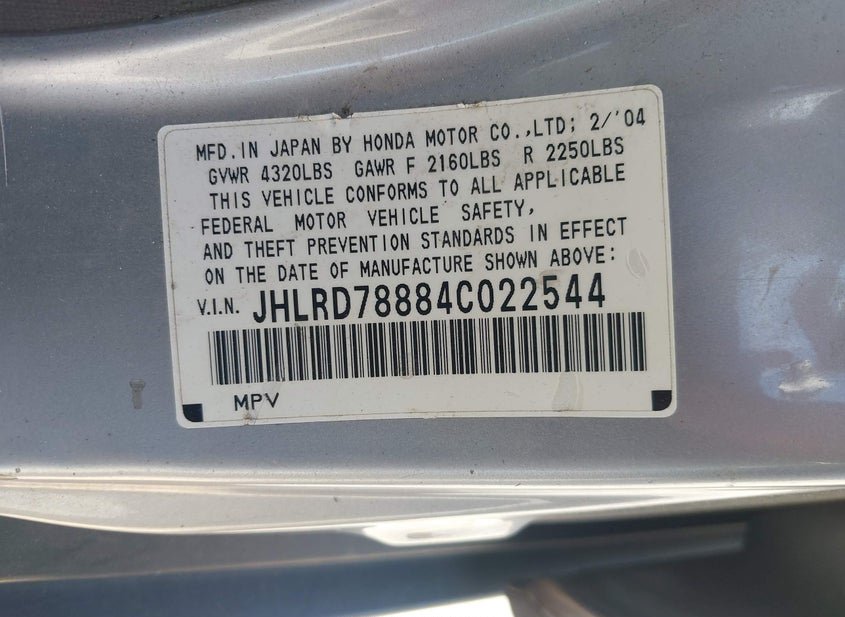 MFD.IN JAPAN BY HONDA MOTOR CO.,LTD; 2/'04
GVWR 4320LBS GAWR F 2160LBS R 2250LBS
THIS VEHICLE CONFORMS TO ALL APPLICABLE
FEDERAL MOTOR VEHICLE SAFETY,
AND THEFT PREVENTION STANDARDS IN EFFECT
ON THE DATE OF MANUFACTURE SHOWN ABOVE:
V.I.N. JHLRD78884C022544
MPV